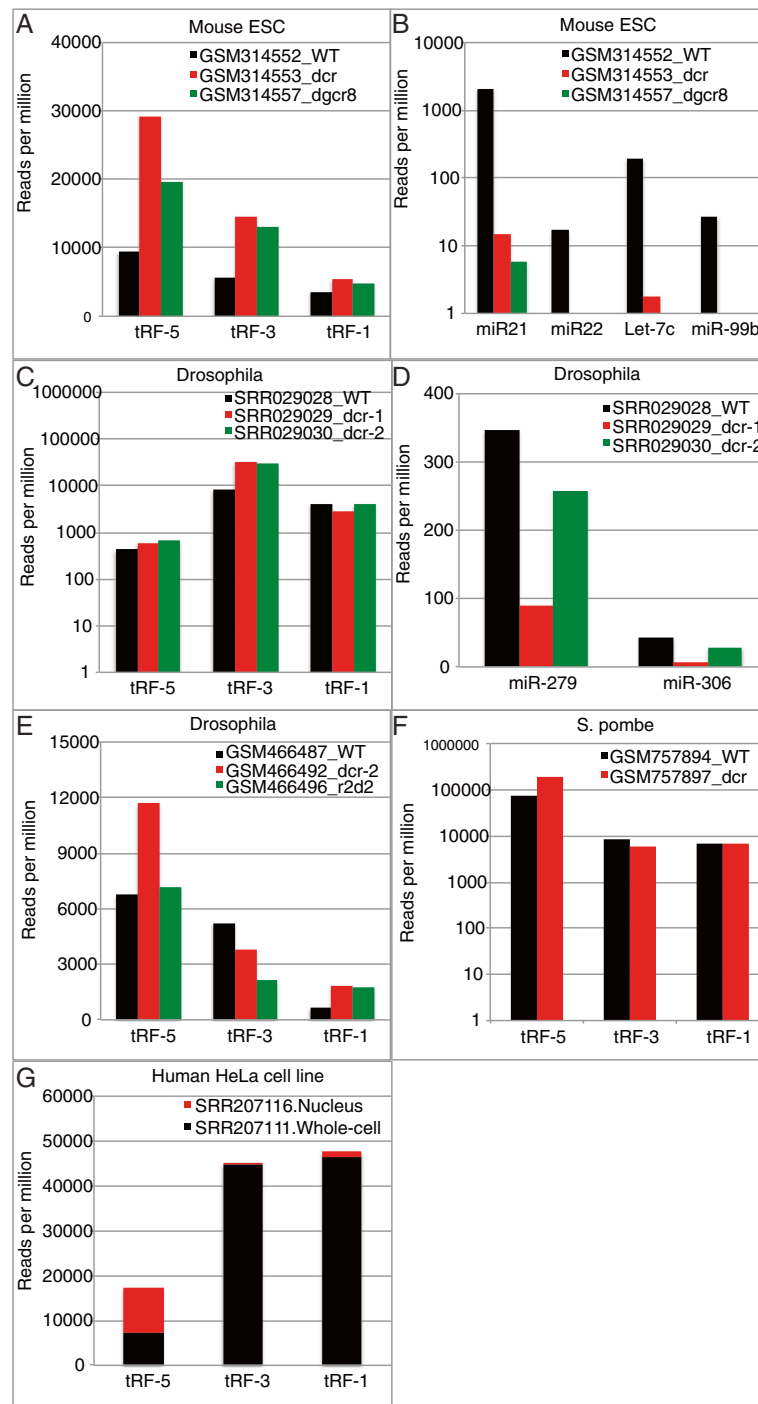 A
Mouse ESC
Reads per million
40000
30000
20000
10000
0
GSM314552_WT
GSM314553_dcr
GSM314557_dgcr8
tRF-5 tRF-3 tRF-1
B
Mouse ESC
Reads per million
10000
1000
100
10
1
GSM314552_WT
GSM314553_dcr
GSM314557_dgcr8
miR21 miR22 Let-7c miR-99b
C
Drosophila
Reads per million
1000000
100000
10000
1000
100
10
1
SRR029028_WT
SRR029029_dcr-1
SRR029030_dcr-2
tRF-5 tRF-3 tRF-1
D
Drosophila
Reads per million
400
300
200
100
0
SRR029028_WT
SRR029029_dcr-1
SRR029030_dcr-2
miR-279 miR-306
E
Drosophila
Reads per million
15000
12000
9000
6000
3000
0
GSM466487_WT
GSM466492_dcr-2
GSM466496_r2d2
tRF-5 tRF-3 tRF-1
F
S. pombe
Reads per million
1000000
100000
10000
1000
100
10
1
GSM757894_WT
GSM757897_dcr
tRF-5 tRF-3 tRF-1
G
Human HeLa cell line
Reads per million
60000
50000
40000
30000
20000
10000
0
SRR207116.Nucleus
SRR207111.Whole-cell
tRF-5 tRF-3 tRF-1